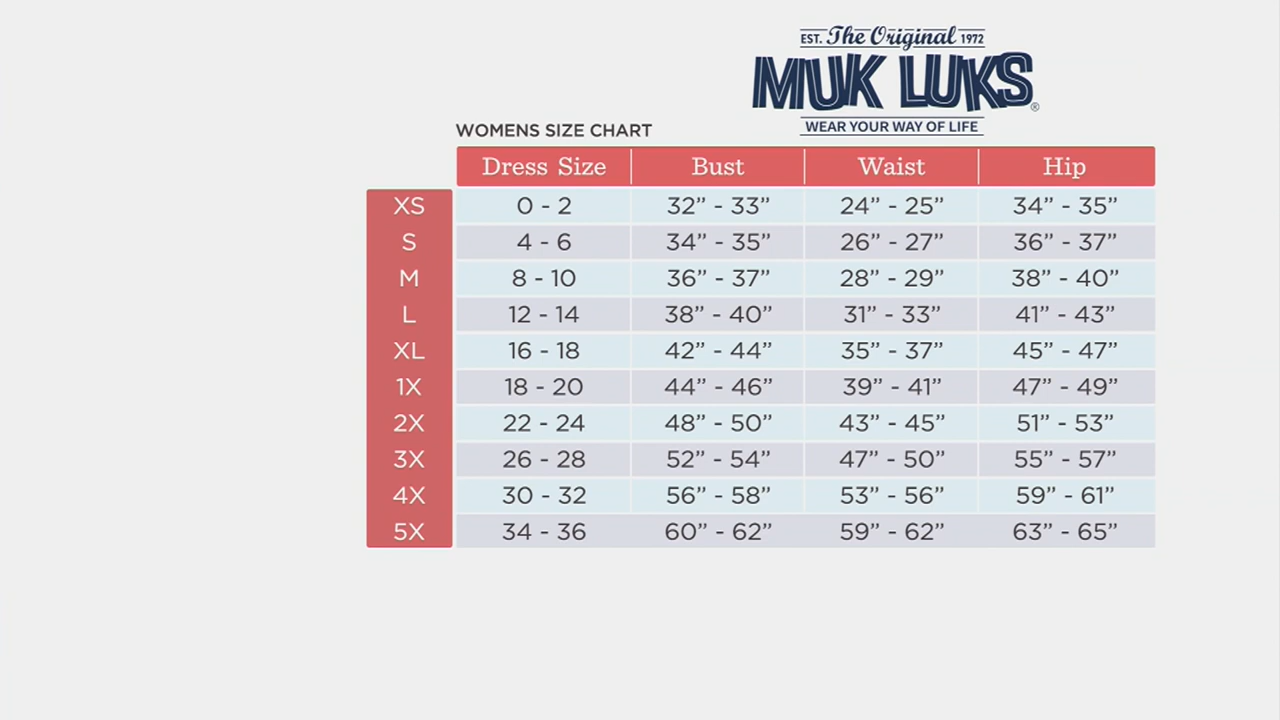 EST. The Original 1972
MUK LUKS®
WEAR YOUR WAY OF LIFE
WOMENS SIZE CHART
Dress Size Bust Waist Hip
XS 0 - 2 32” - 33” 24” - 25” 34” - 35”
S 4 - 6 34” - 35” 26” - 27” 36” - 37”
M 8 - 10 36” - 37” 28” - 29” 38” - 40”
L 12 - 14 38” - 40” 31” - 33” 41” - 43”
XL 16 - 18 42” - 44” 35” - 37” 45” - 47”
1X 18 - 20 44” - 46” 39” - 41” 47” - 49”
2X 22 - 24 48” - 50” 43” - 45” 51” - 53”
3X 26 - 28 52” - 54” 47” - 50” 55” - 57”
4X 30 - 32 56” - 58” 53” - 56” 59” - 61”
5X 34 - 36 60” - 62” 59” - 62” 63” - 65”